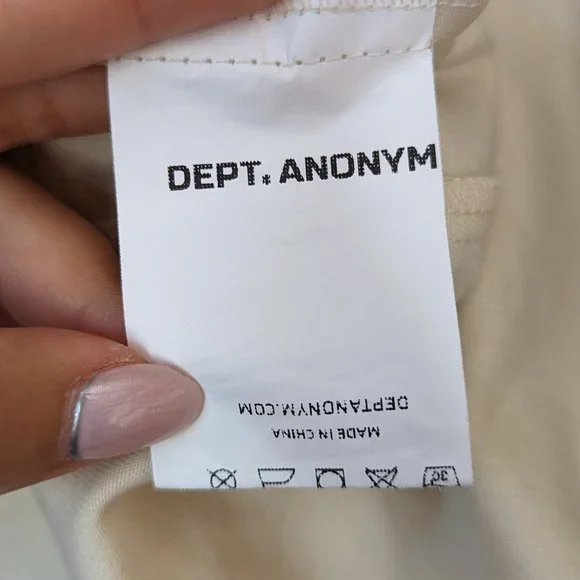 DEPT. ANONYM
DEPTANONYM.COM
MADE IN CHINA
30